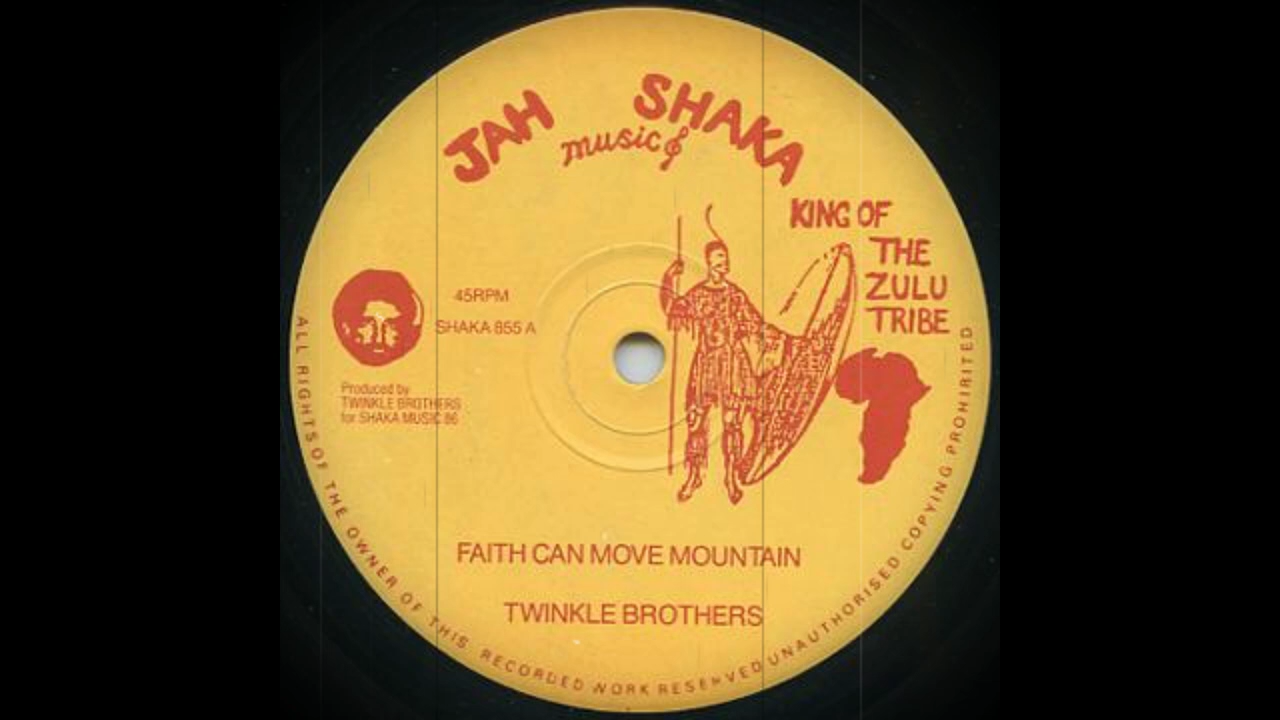 JAH SHAKA
music
KING OF
THE
ZULU
TRIBE
45RPM
SHAKA 855 A
Produced by
TWINKLE BROTHERS
for SHAKA MUSIC 86
FAITH CAN MOVE MOUNTAIN
TWINKLE BROTHERS
ALL RIGHTS OF THE OWNER OF THIS RECORDED WORK RESERVED UNAUTHORISED COPYING PROHIRITED